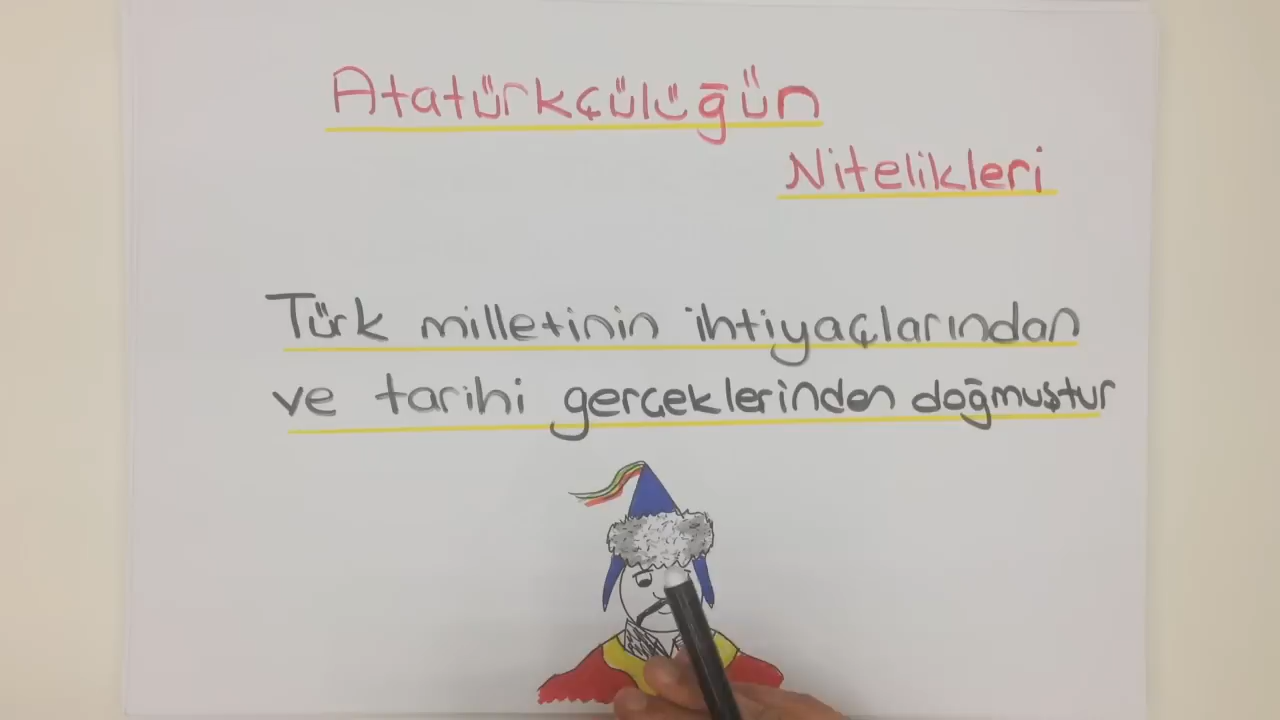 Atatürkçülüğün
Nitelikleri
Türk milletinin ihtiyaçlarından
ve tarihi gerçeklerinden doğmuştur